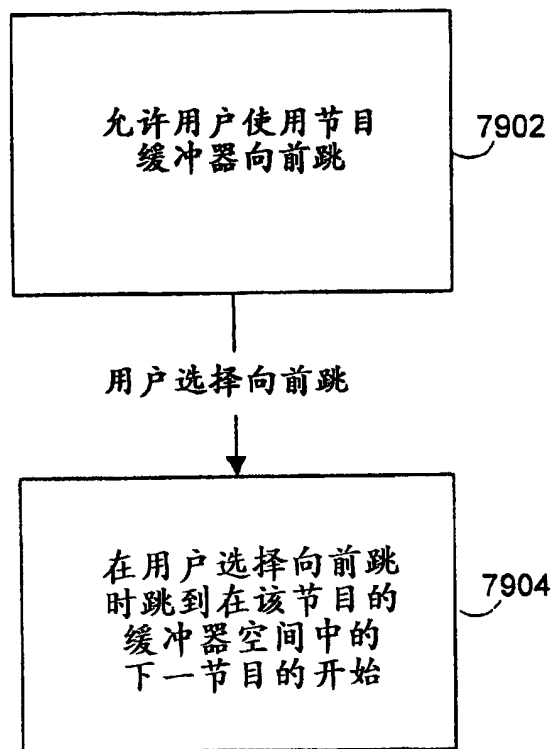 允许用户使用节目
缓冲器向前跳
7902
用户选择向前跳
在用户选择向前跳
时跳到在该节目的
缓冲器空间中的
下一节目的开始
7904